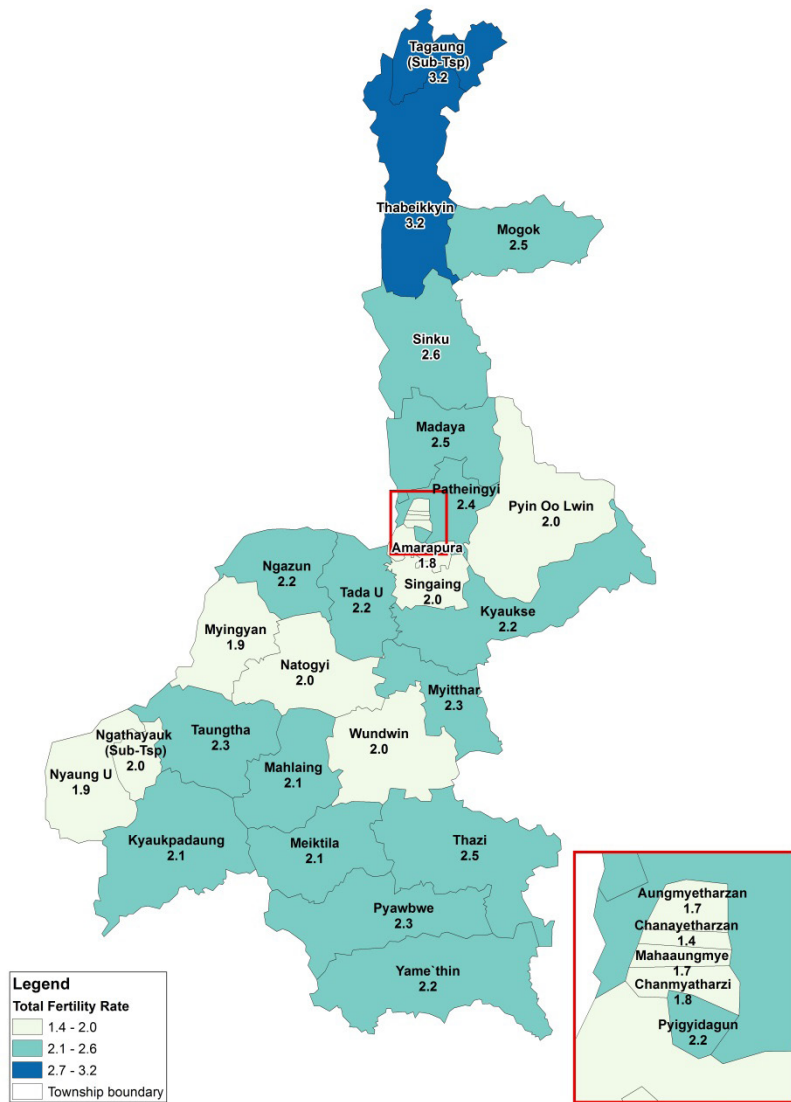 Tagaung
(Sub-Tsp)
3.2
Thabeikkyin
3.2
Mogok
2.5
Sinku
2.6
Madaya
2.5
Patheingyi
2.4
Pyin Oo Lwin
2.0
Amarapura
1.8
Singaing
2.0
Ngazun
2.2
Tada U
2.2
Kyaukse
2.2
Myingyan
1.9
Natogyi
2.0
Myitthar
2.3
Ngathayauk
(Sub-Tsp)
2.0
Taungtha
2.3
Wundwin
2.0
Nyaung U
1.9
Mahlaing
2.1
Kyaukpadaung
2.1
Meiktila
2.1
Thazi
2.5
Pyawbwe
2.3
Yame`thin
2.2
Aungmyetharzan
1.7
Chanayetharzan
1.4
Mahaaungmye
1.7
Chanmyatharzi
1.8
Pyigyidagun
2.2
Legend
Total Fertility Rate
1.4 - 2.0
2.1 - 2.6
2.7 - 3.2
Township boundary